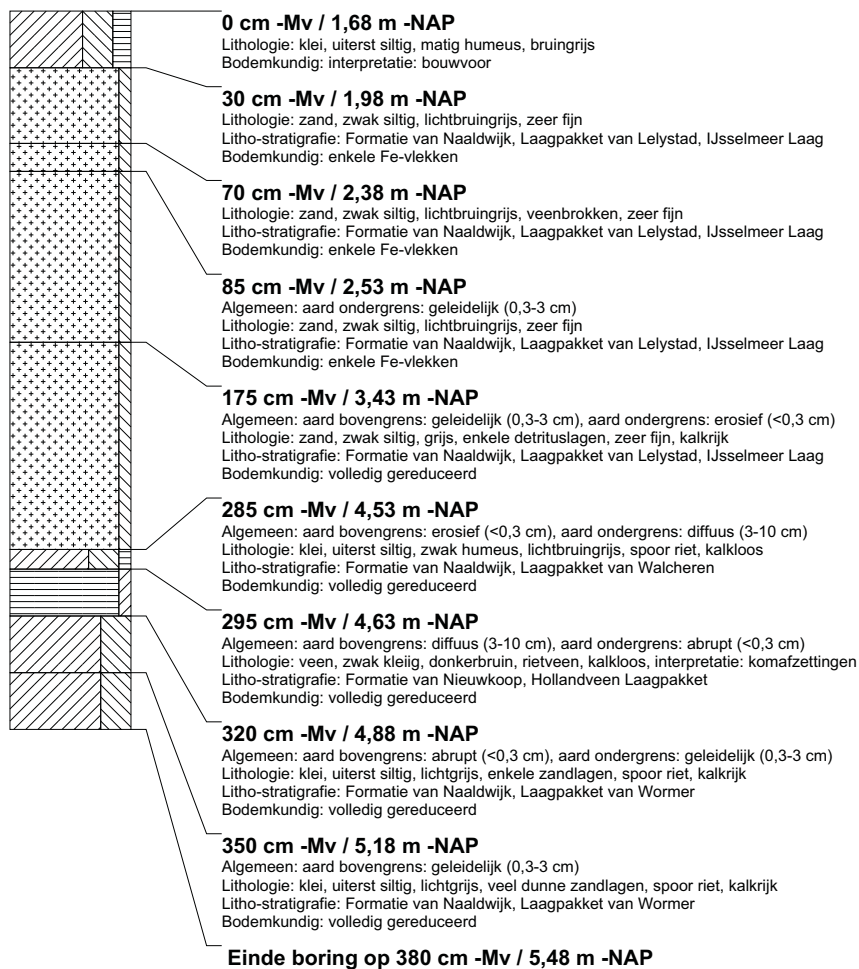 0 cm -Mv / 1,68 m -NAP
Lithologie: klei, uiterst siltig, matig humeus, bruingrijs
Bodemkundig: interpretatie: bouwvoor
30 cm -Mv / 1,98 m -NAP
Lithologie: zand, zwak siltig, lichtbruingrijs, zeer fijn
Litho-stratigrafie: Formatie van Naaldwijk, Laagpakket van Lelystad, IJsselmeer Laag
Bodemkundig: enkele Fe-vlekken
70 cm -Mv / 2,38 m -NAP
Lithologie: zand, zwak siltig, lichtbruingrijs, veenbrokken, zeer fijn
Litho-stratigrafie: Formatie van Naaldwijk, Laagpakket van Lelystad, IJsselmeer Laag
Bodemkundig: enkele Fe-vlekken
85 cm -Mv / 2,53 m -NAP
Algemeen: aard ondergrens: geleidelijk (0,3-3 cm)
Lithologie: zand, zwak siltig, lichtbruingrijs, zeer fijn
Litho-stratigrafie: Formatie van Naaldwijk, Laagpakket van Lelystad, IJsselmeer Laag
Bodemkundig: enkele Fe-vlekken
175 cm -Mv / 3,43 m -NAP
Algemeen: aard bovengrens: geleidelijk (0,3-3 cm), aard ondergrens: erosief (<0,3 cm)
Lithologie: zand, zwak siltig, grijs, enkele detrituslagen, zeer fijn, kalkrijk
Litho-stratigrafie: Formatie van Naaldwijk, Laagpakket van Lelystad, IJsselmeer Laag
Bodemkundig: volledig gereduceerd
285 cm -Mv / 4,53 m -NAP
Algemeen: aard bovengrens: erosief (<0,3 cm), aard ondergrens: diffuus (3-10 cm)
Lithologie: klei, uiterst siltig, zwak humeus, lichtbruingrijs, spoor riet, kalkloos
Litho-stratigrafie: Formatie van Naaldwijk, Laagpakket van Walcheren
Bodemkundig: volledig gereduceerd
295 cm -Mv / 4,63 m -NAP
Algemeen: aard bovengrens: diffuus (3-10 cm), aard ondergrens: abrupt (<0,3 cm)
Lithologie: veen, zwak kleiig, donkerbruin, rietveen, kalkloos, interpretatie: komafzettingen
Litho-stratigrafie: Formatie van Nieuwkoop, Hollandveen Laagpakket
Bodemkundig: volledig gereduceerd
320 cm -Mv / 4,88 m -NAP
Algemeen: aard bovengrens: abrupt (<0,3 cm), aard ondergrens: geleidelijk (0,3-3 cm)
Lithologie: klei, uiterst siltig, lichtgrijs, enkele zandlagen, spoor riet, kalkrijk
Litho-stratigrafie: Formatie van Naaldwijk, Laagpakket van Wormer
Bodemkundig: volledig gereduceerd
350 cm -Mv / 5,18 m -NAP
Algemeen: aard bovengrens: geleidelijk (0,3-3 cm)
Lithologie: klei, uiterst siltig, lichtgrijs, veel dunne zandlagen, spoor riet, kalkrijk
Litho-stratigrafie: Formatie van Naaldwijk, Laagpakket van Wormer
Bodemkundig: volledig gereduceerd
Einde boring op 380 cm -Mv / 5,48 m -NAP